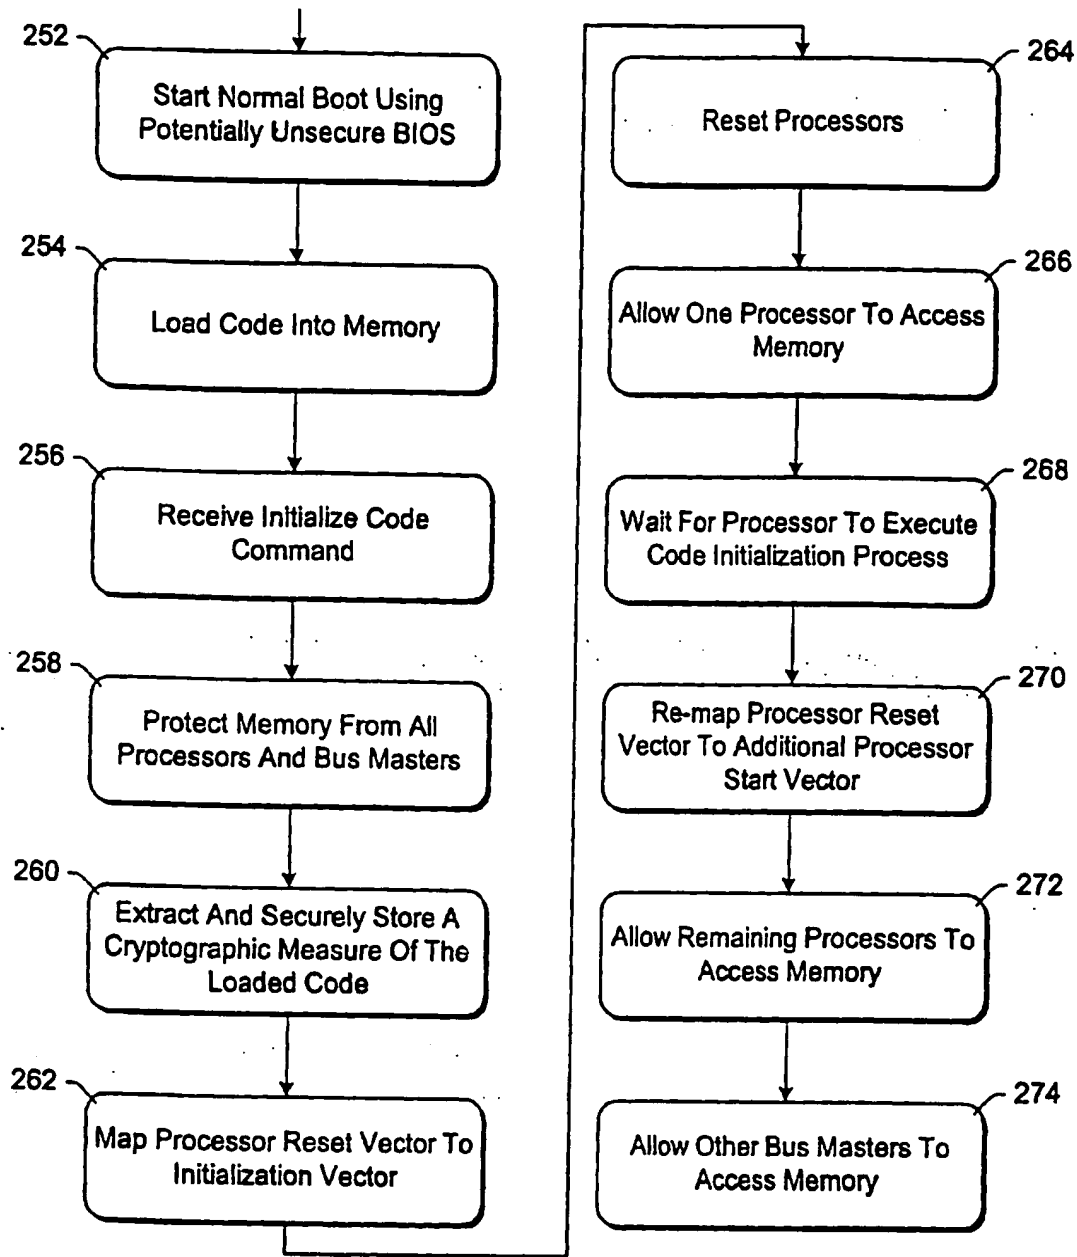 252
Start Normal Boot Using
Potentially Unsecure BIOS
254
Load Code Into Memory
256
Receive Initialize Code
Command
258
Protect Memory From All
Processors And Bus Masters
260
Extract And Securely Store A
Cryptographic Measure Of The
Loaded Code
262
Map Processor Reset Vector To
Initialization Vector
264
Reset Processors
266
Allow One Processor To Access
Memory
268
Wait For Processor To Execute
Code Initialization Process
270
Re-map Processor Reset
Vector To Additional Processor
Start Vector
272
Allow Remaining Processors To
Access Memory
274
Allow Other Bus Masters To
Access Memory